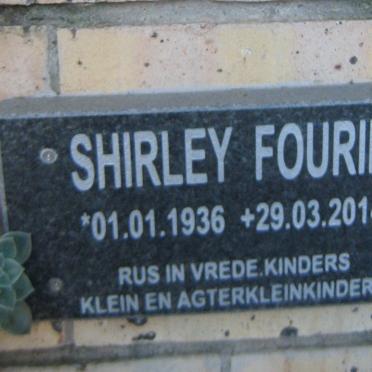 SHIRLEY FOURI
*01.01.1936 +29.03.201
RUS IN VREDE.KINDERS
KLEIN EN AGTERKLEINKINDER